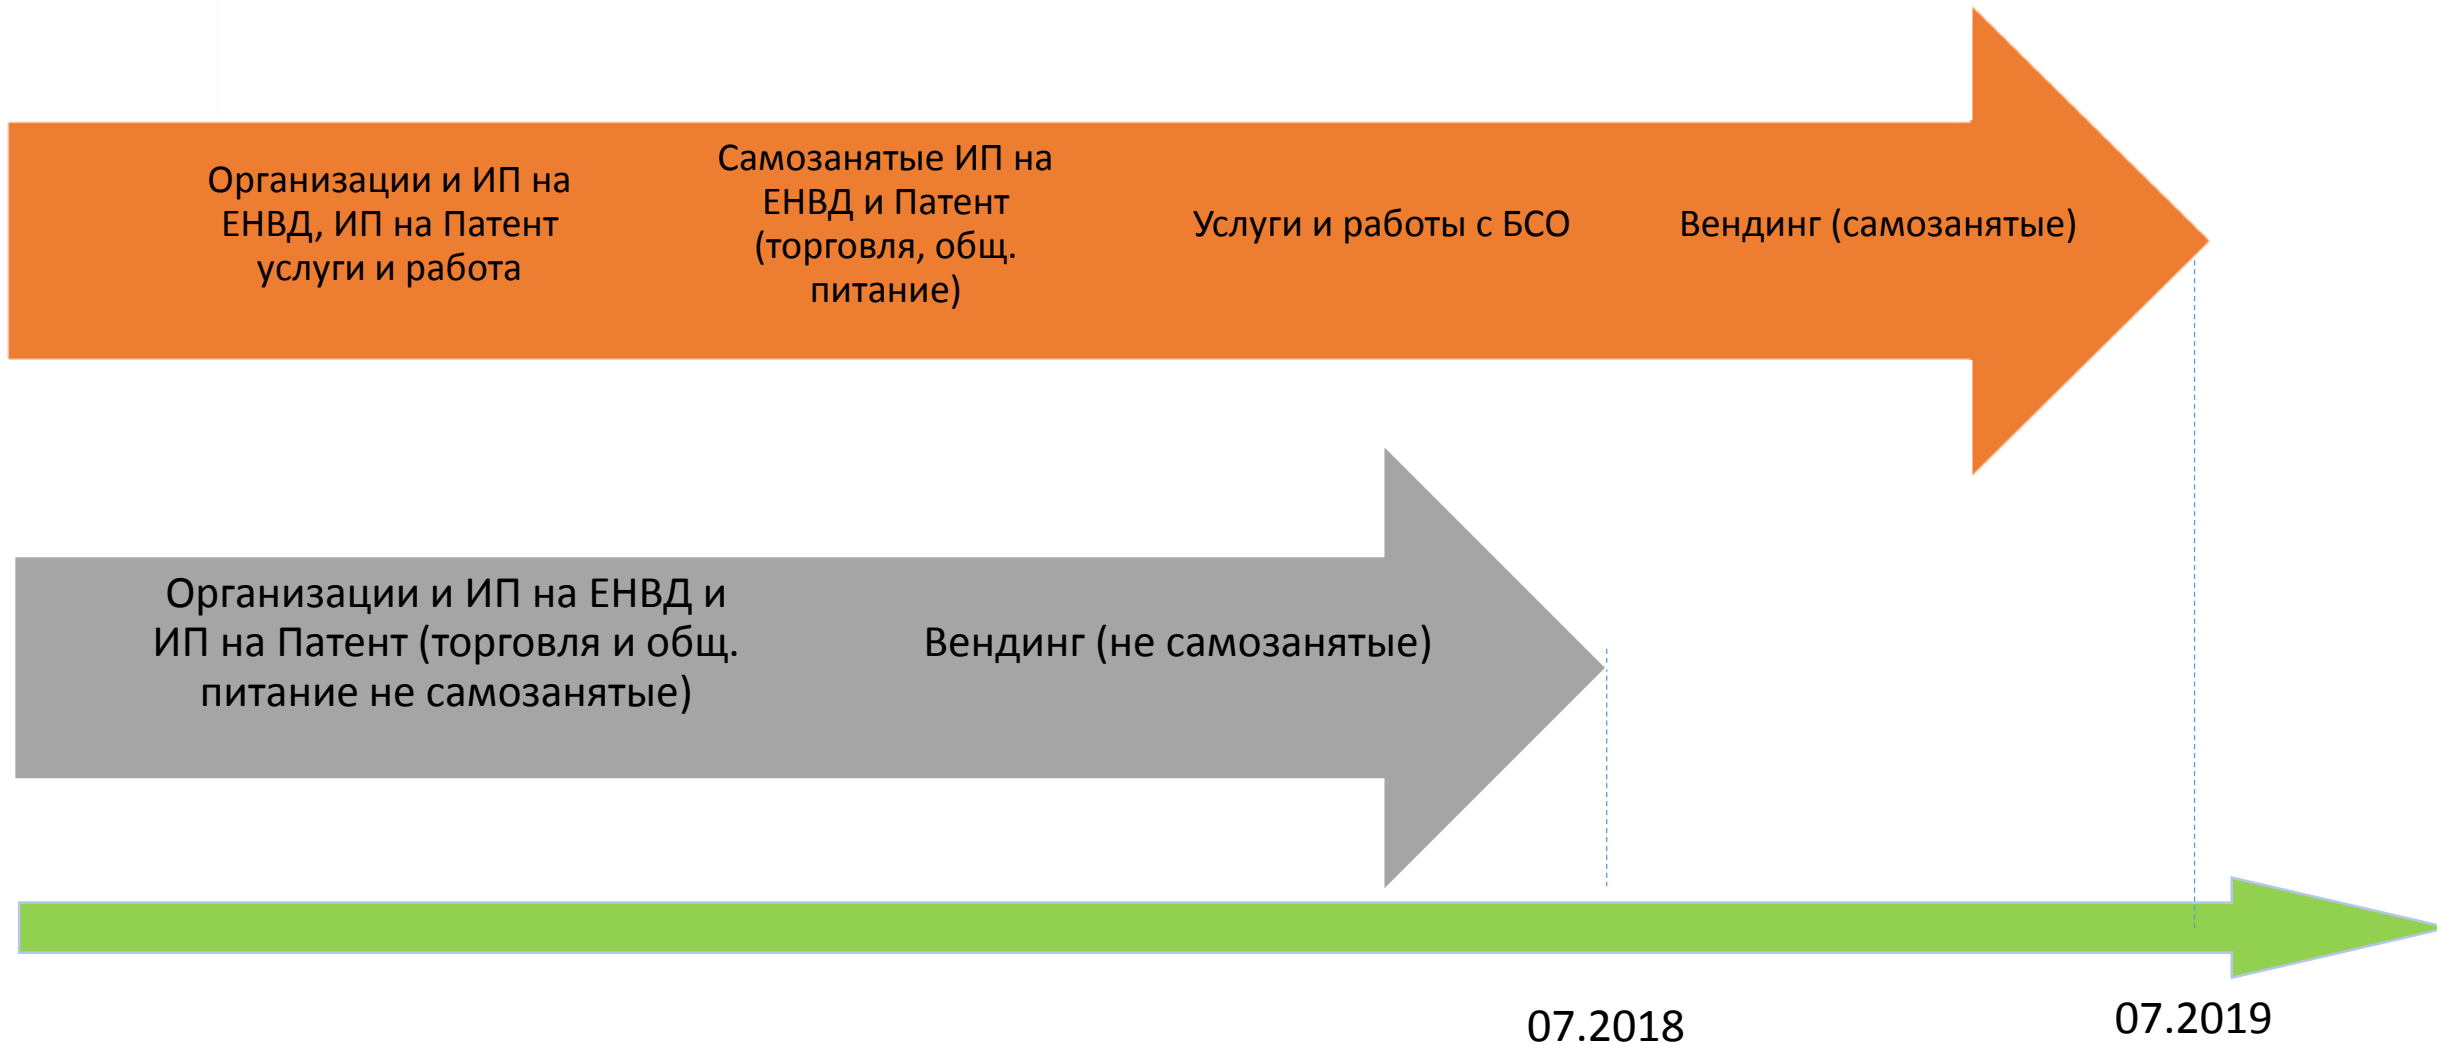 Организации и ИП на
ЕНВД, ИП на Патент
услуги и работа
Самозанятые ИП на
ЕНВД и Патент
(торговля, общ.
питание)
Услуги и работы с БСО
Вендинг (самозанятые)
Организации и ИП на ЕНВД и
ИП на Патент (торговля и общ.
питание не самозанятые)
Вендинг (не самозанятые)
07.2018
07.2019